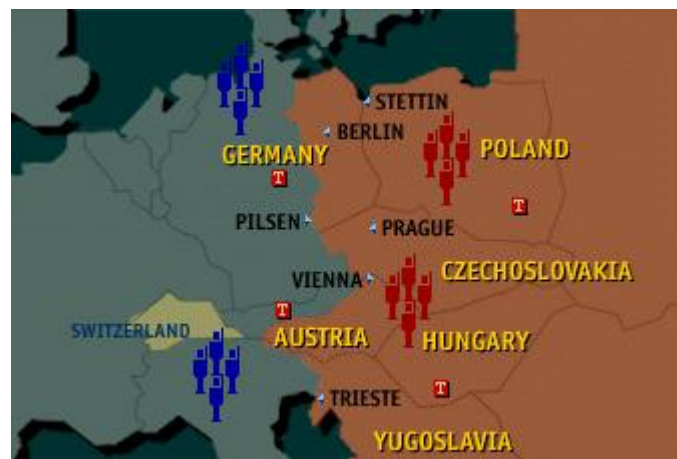 STETTIN
BERLIN
GERMANY
POLAND
T
T
PILSEN
PRAGUE
VIENNA
CZECHOSLOVAKIA
T
SWITZERLAND
AUSTRIA
HUNGARY
T
TRIESTE
YUGOSLAVIA